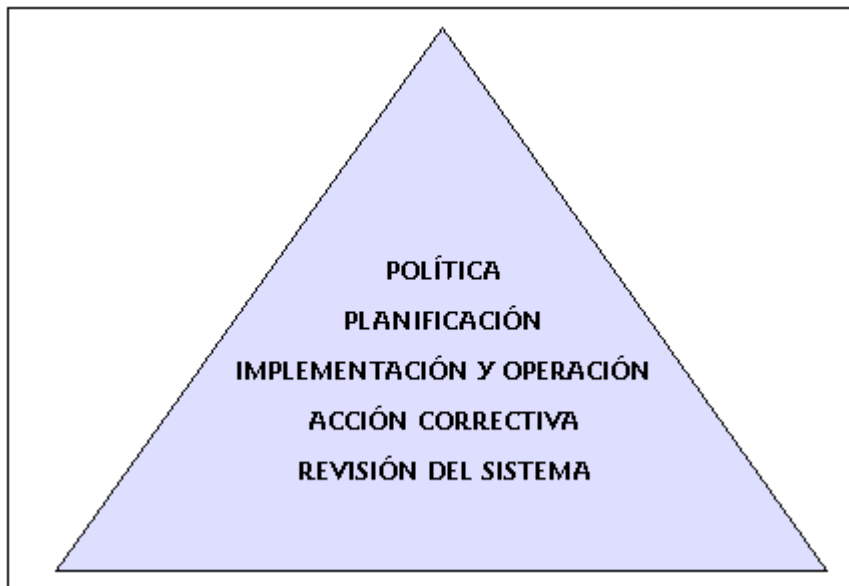 POLÍTICA
PLANIFICACIÓN
IMPLEMENTACIÓN Y OPERACIÓN
ACCIÓN CORRECTIVA
REVISIÓN DEL SISTEMA